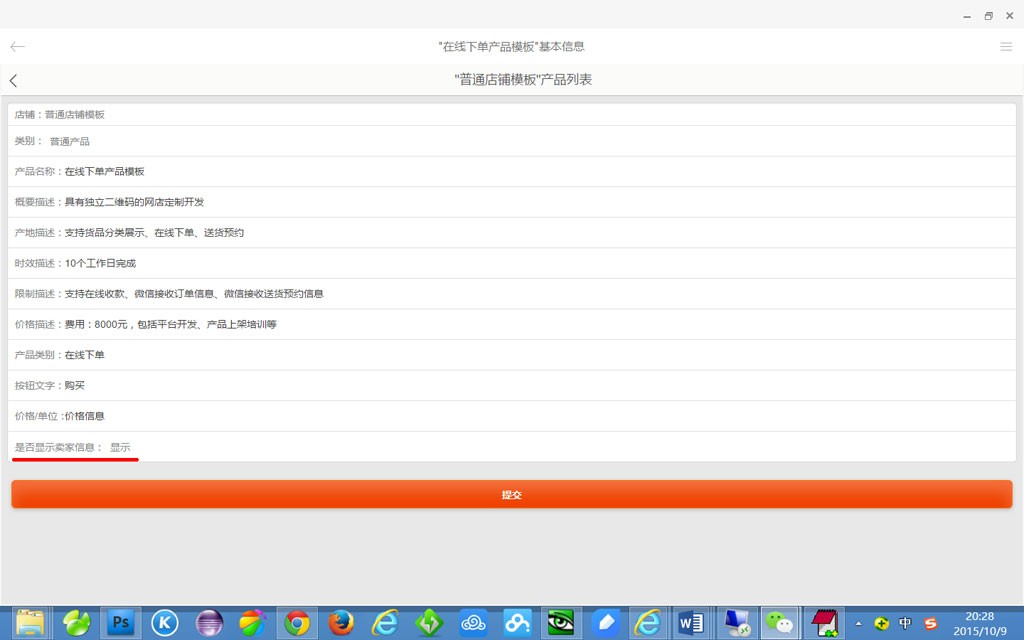 "在线下单产品模板"基本信息
"普通店铺模板"产品列表
店铺：普通店铺模板
类别： 普通产品
产品名称：在线下单产品模板
概要描述：具有独立二维码的网店定制开发
产地描述：支持货品分类展示、在线下单、送货预约
时效描述：10个工作日完成
限制描述：支持在线收款、微信接收订单信息、微信接收送货预约信息
价格描述：费用：8000元，包括平台开发、产品上架培训等
产品类别：在线下单
按钮文字：购买
价格/单位 :价格信息
是否显示卖家信息： 显示
提交
Ps
K
W
中
S
20:28
2015/10/9